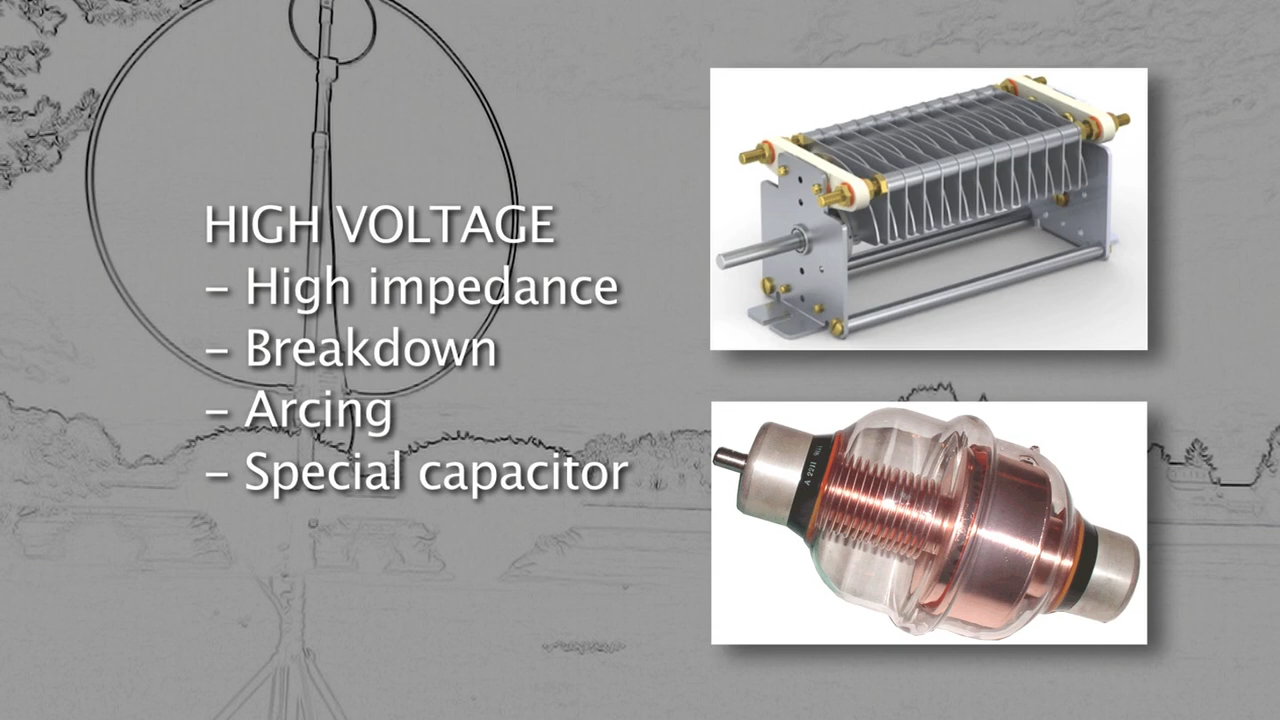 HIGH VOLTAGE
– High impedance
– Breakdown
– Arcing
– Special capacitor